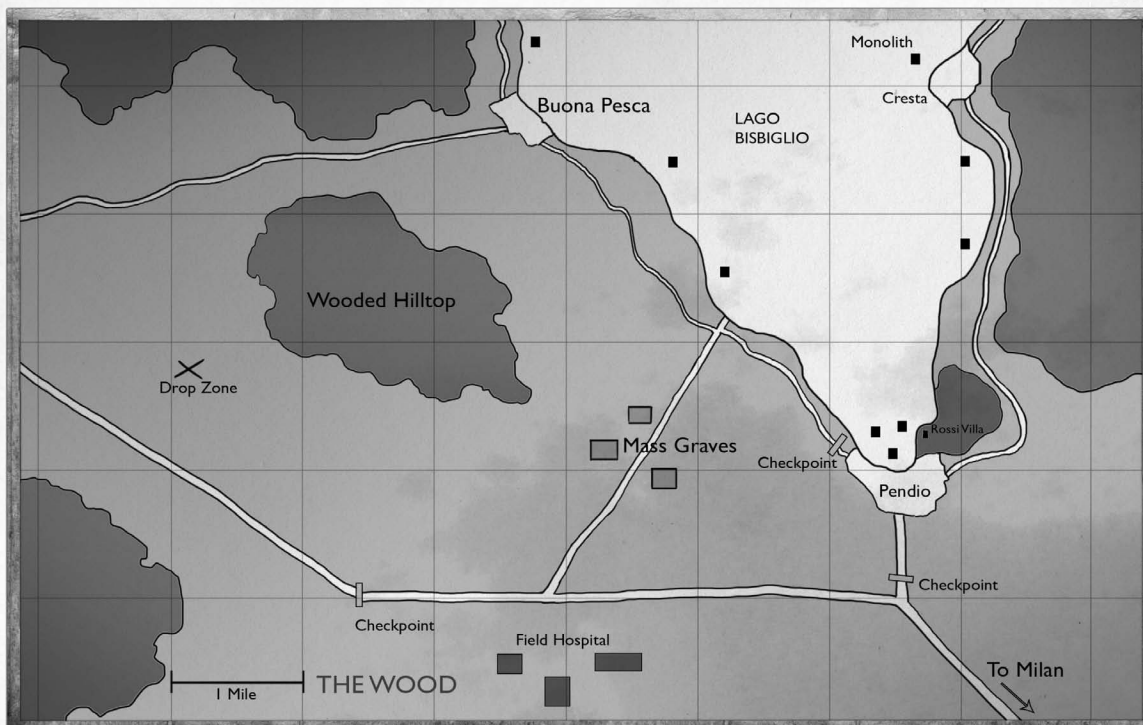 Monolith
Cresta
Buona Pesca
LAGO
BISBIGLIO
Wooded Hilltop
Drop Zone
Rossi Villa
Mass Graves
Checkpoint
Pendio
Checkpoint
Checkpoint
Field Hospital
To Milan
1 Mile
THE WOOD